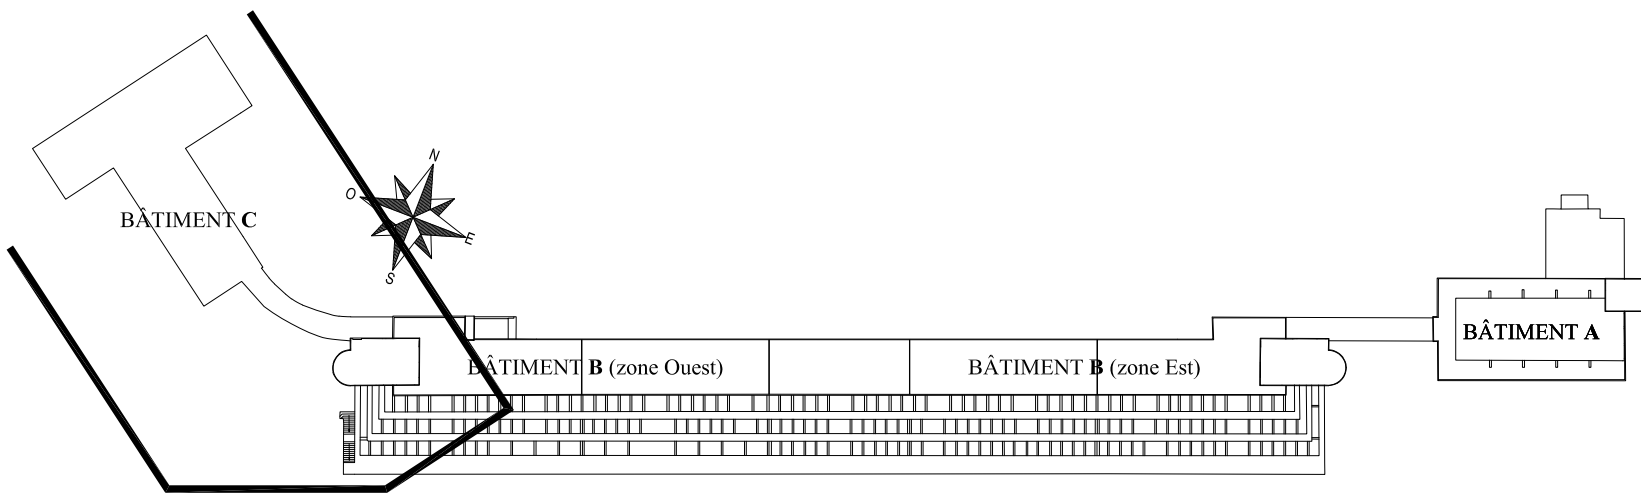 N
O
E
S
BÂTIMENT C
BÂTIMENT B (zone Ouest)
BÂTIMENT B (zone Est)
BÂTIMENT A